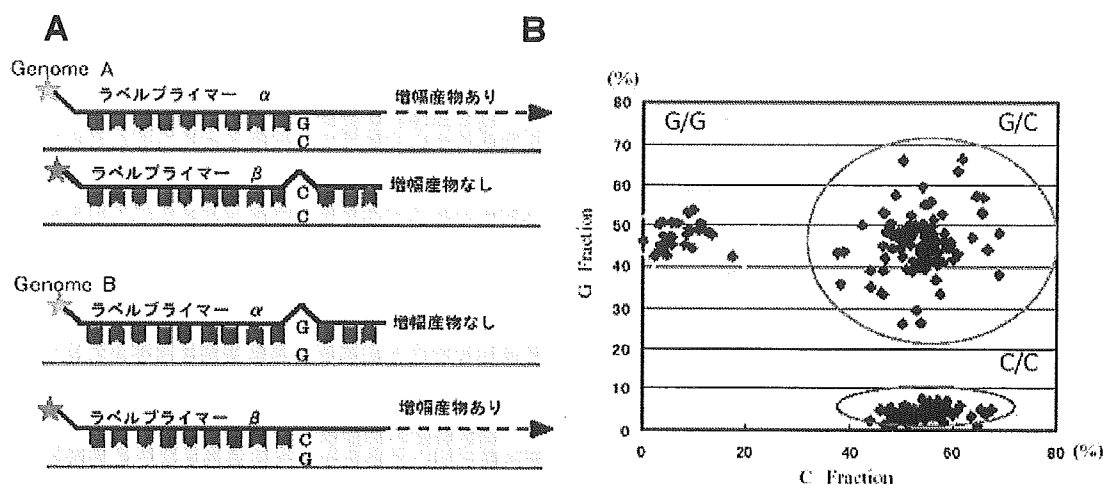 A
Genome A
ラベルプライマー α
増幅産物あり
G
C
ラベルプライマー β
増幅産物なし
C
C
Genome B
ラベルプライマー α
増幅産物なし
G
G
ラベルプライマー β
増幅産物あり
C
G
B
(%)
80
70
60
50
40
30
20
10
0
G Fraction
G/G
G/C
C/C
0
20
40
60
80
(%)
C Fraction